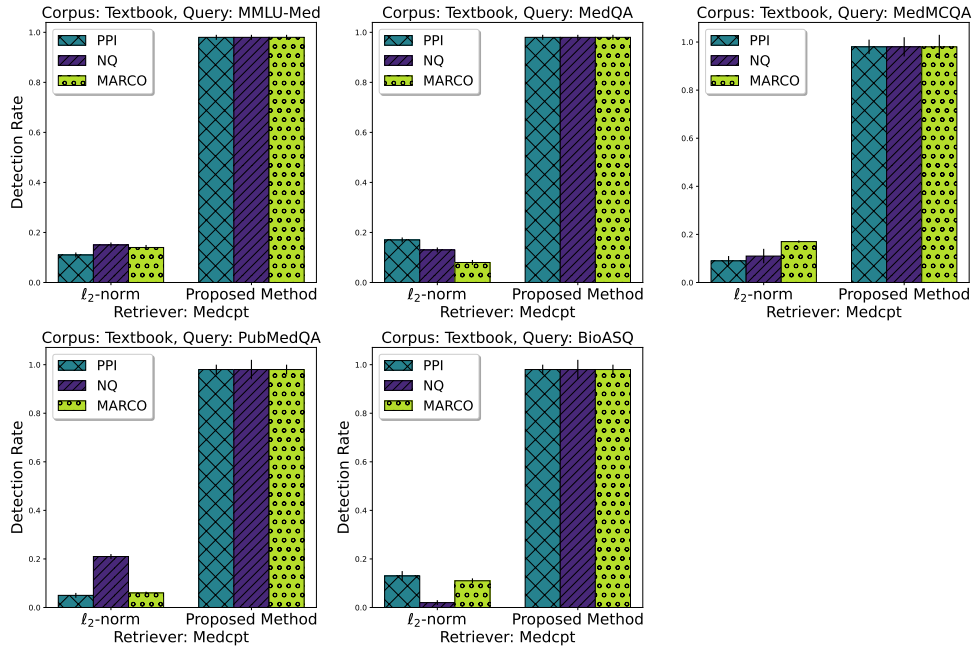 Corpus: Textbook, Query: MMLU-Med
Detection Rate
1.0
0.8
0.6
0.4
0.2
0.0
PPI
NQ
MARCO
ℓ2-norm
Proposed Method
Retriever: Medcpt
Corpus: Textbook, Query: MedQA
1.0
0.8
0.6
0.4
0.2
0.0
PPI
NQ
MARCO
ℓ2-norm
Proposed Method
Retriever: Medcpt
Corpus: Textbook, Query: MedMCQA
1.0
0.8
0.6
0.4
0.2
0.0
PPI
NQ
MARCO
ℓ2-norm
Proposed Method
Retriever: Medcpt
Corpus: Textbook, Query: PubMedQA
Detection Rate
1.0
0.8
0.6
0.4
0.2
0.0
PPI
NQ
MARCO
ℓ2-norm
Proposed Method
Retriever: Medcpt
Corpus: Textbook, Query: BioASQ
Detection Rate
1.0
0.8
0.6
0.4
0.2
0.0
PPI
NQ
MARCO
ℓ2-norm
Proposed Method
Retriever: Medcpt